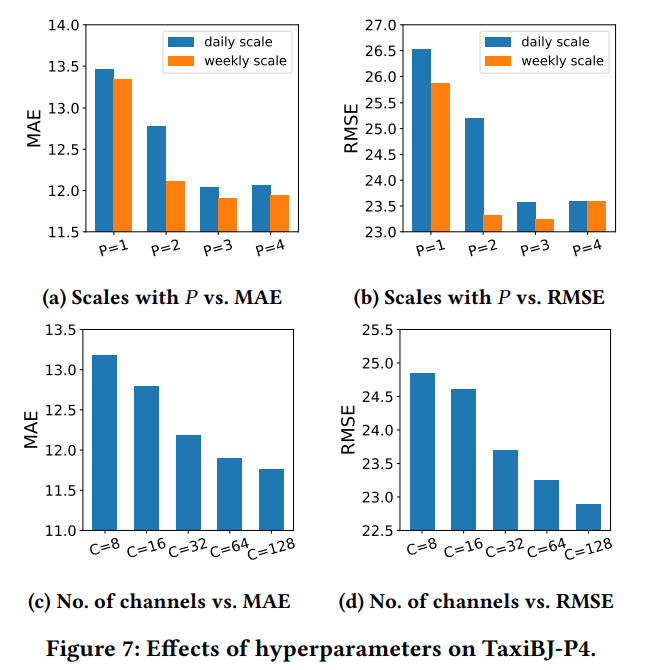 14.0
13.5
13.0
12.5
12.0
11.5
MAE
daily scale
weekly scale
P=1 P=2 P=3 P=4
27.0
26.5
26.0
25.5
25.0
24.5
24.0
23.5
23.0
RMSE
daily scale
weekly scale
P=1 P=2 P=3 P=4
(a) Scales with P vs. MAE
(b) Scales with P vs. RMSE
13.5
13.0
12.5
12.0
11.5
11.0
MAE
C=8 C=16 C=32 C=64 C=128
25.5
25.0
24.5
24.0
23.5
23.0
22.5
RMSE
C=8 C=16 C=32 C=64 C=128
(c) No. of channels vs. MAE
(d) No. of channels vs. RMSE
Figure 7: Effects of hyperparameters on TaxiBJ-P4.